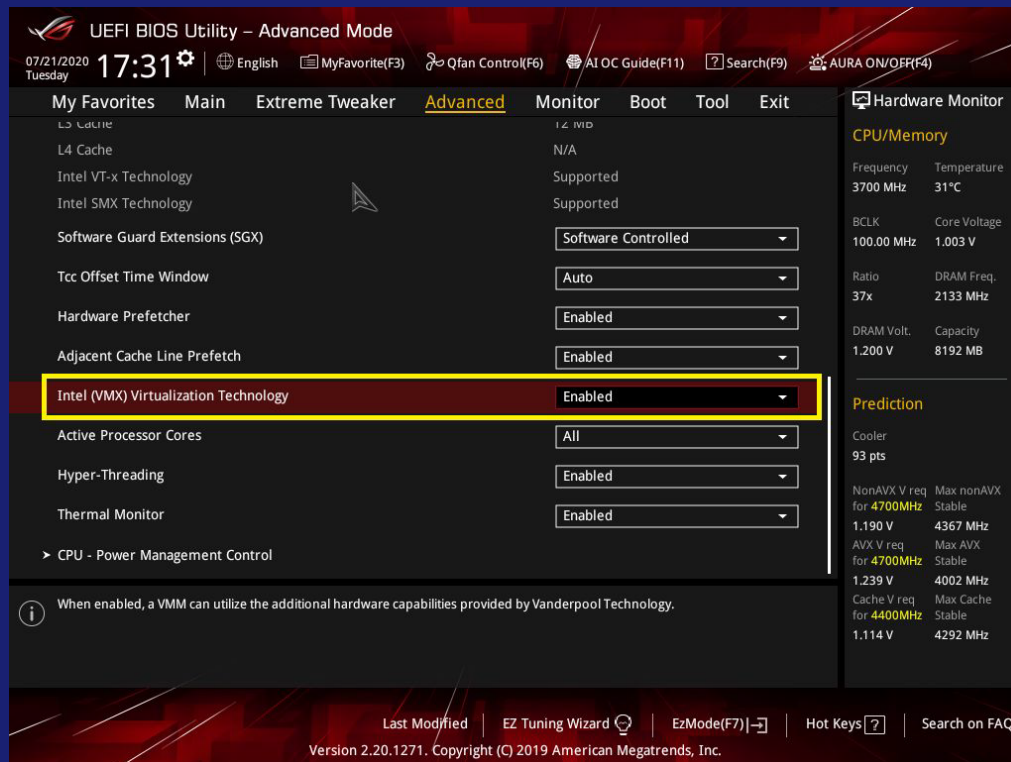 UEFI BIOS Utility – Advanced Mode
07/21/2020
Tuesday
17:31
English
MyFavorite(F3)
Qfan Control(F6)
AI OC Guide(F11)
Search(F9)
AURA ON/OFF(F4)
My Favorites Main Extreme Tweaker Advanced Monitor Boot Tool Exit
L3 Cache 12 MB
L4 Cache N/A
Intel VT-x Technology Supported
Intel SMX Technology Supported
Software Guard Extensions (SGX) Software Controlled
Tcc Offset Time Window Auto
Hardware Prefetcher Enabled
Adjacent Cache Line Prefetch Enabled
Intel (VMX) Virtualization Technology Enabled
Active Processor Cores All
Hyper-Threading Enabled
Thermal Monitor Enabled
CPU - Power Management Control
When enabled, a VMM can utilize the additional hardware capabilities provided by Vanderpool Technology.
Hardware Monitor
CPU/Memory
Frequency Temperature
3700 MHz 31°C
BCLK Core Voltage
100.00 MHz 1.003 V
Ratio DRAM Freq.
37x 2133 MHz
DRAM Volt. Capacity
1.200 V 8192 MB
Prediction
Cooler
93 pts
NonAVX V req Max nonAVX
for 4700MHz Stable
1.190 V 4367 MHz
AVX V req Max AVX
for 4700MHz Stable
1.239 V 4002 MHz
Cache V req Max Cache
for 4400MHz Stable
1.114 V 4292 MHz
Last Modified
EZ Tuning Wizard
EzMode(F7)
Hot Keys ?
Search on FAQ
Version 2.20.1271. Copyright (C) 2019 American Megatrends, Inc.